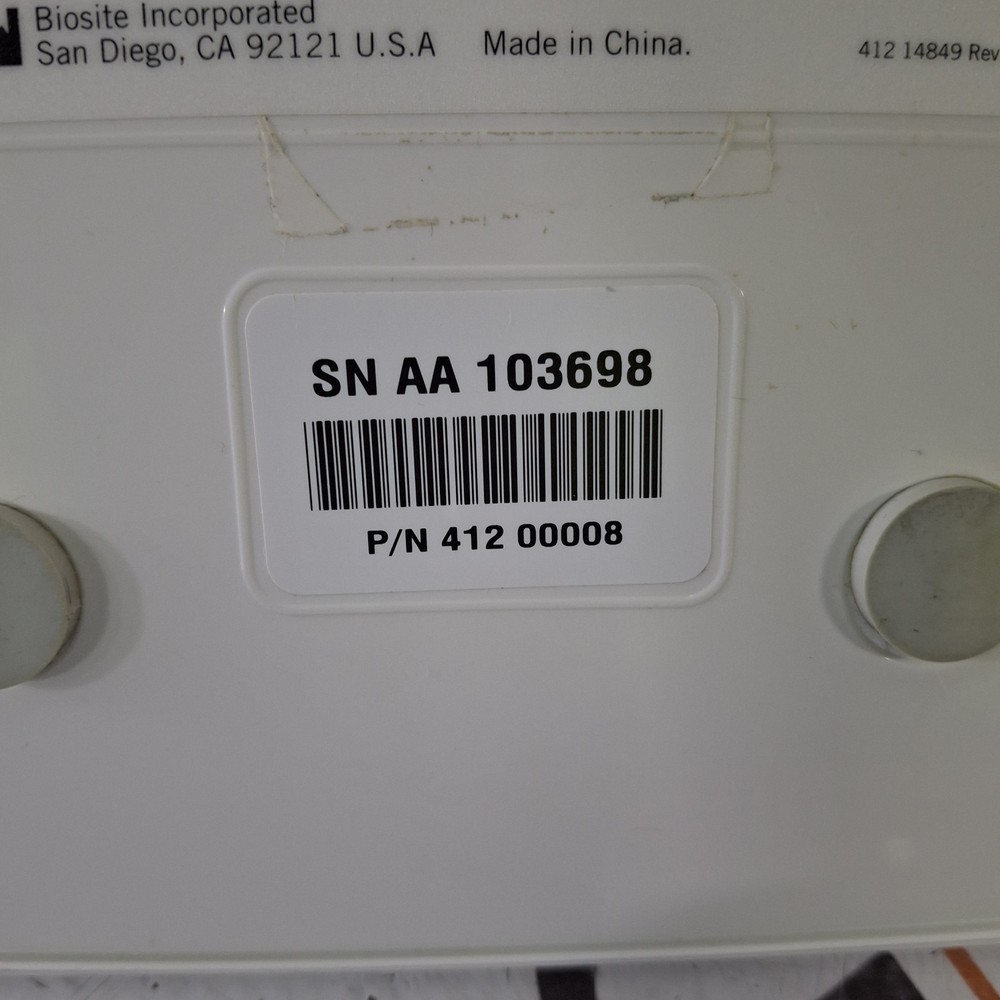 Biosite Incorporated
San Diego, CA 92121 U.S.A Made in China.
412 14849 Rev
SN AA 103698
P/N 412 00008